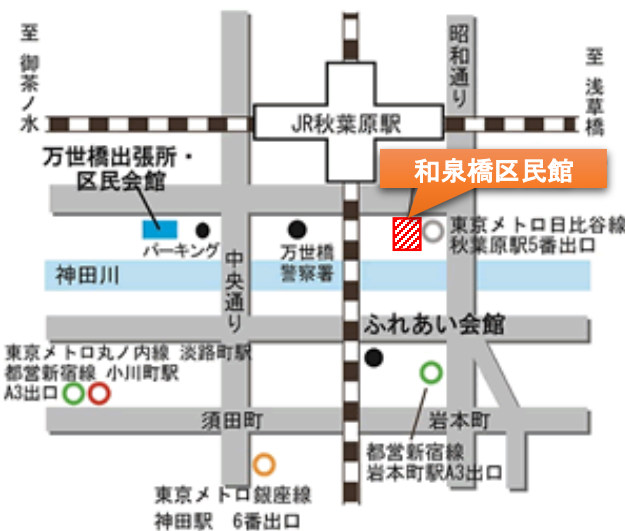 至
御茶ノ水
昭和通り
至
浅草橋
JR秋葉原駅
万世橋出張所・
区民会館
和泉橋区民館
パーキング
中央通り
万世橋
警察署
東京メトロ日比谷線
秋葉原駅5番出口
神田川
ふれあい会館
東京メトロ丸ノ内線 淡路町駅
都営新宿線 小川町駅
A3出口
須田町
岩本町
都営新宿線
岩本町駅A3出口
東京メトロ銀座線
神田駅 6番出口